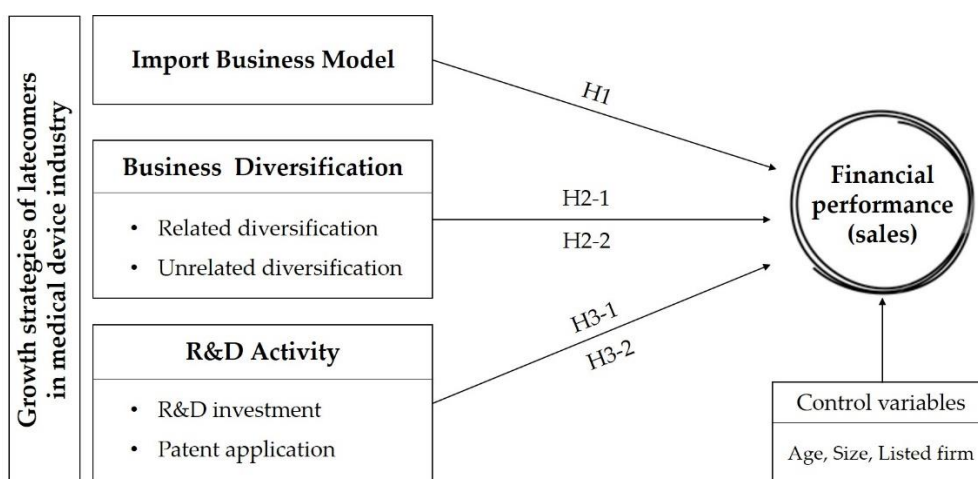 Growth strategies of latecomers
in medical device industry
Import Business Model
H1
Business Diversification
• Related diversification
• Unrelated diversification
H2-1
H2-2
R&D Activity
• R&D investment
• Patent application
H3-1
H3-2
Financial
performance
(sales)
Control variables
Age, Size, Listed firm